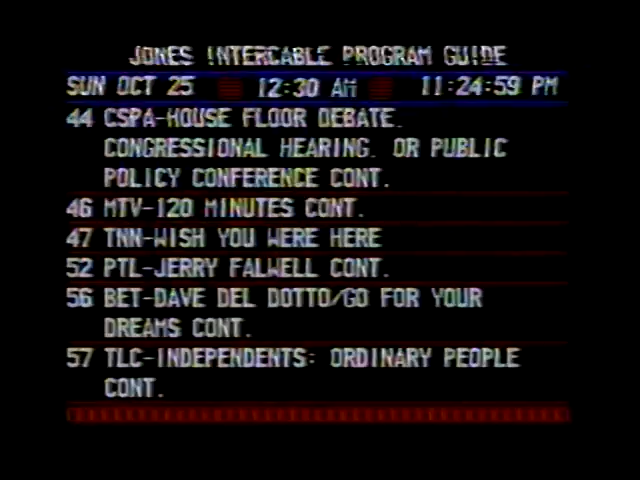 JONES INTERCABLE PROGRAM GUIDE
SUN OCT 25 12:30 AM 11:24:59 PM
44 CSPA-HOUSE FLOOR DEBATE.
CONGRESSIONAL HEARING. OR PUBLIC
POLICY CONFERENCE CONT.
46 MTV-120 MINUTES CONT.
47 TNN-WISH YOU WERE HERE
52 PTL-JERRY FALWELL CONT.
56 BET-DAVE DEL DOTTO/GO FOR YOUR
DREAMS CONT.
57 TLC-INDEPENDENTS: ORDINARY PEOPLE
CONT.